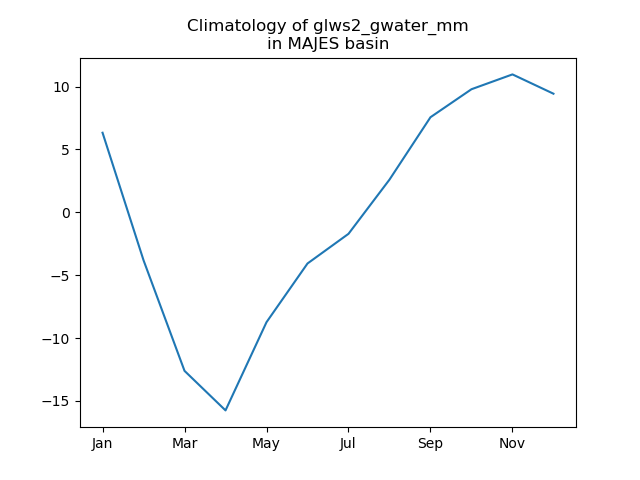 Climatology of glws2_gwater_mm
in MAJES basin
10
5
0
−5
−10
−15
Jan
Mar
May
Jul
Sep
Nov